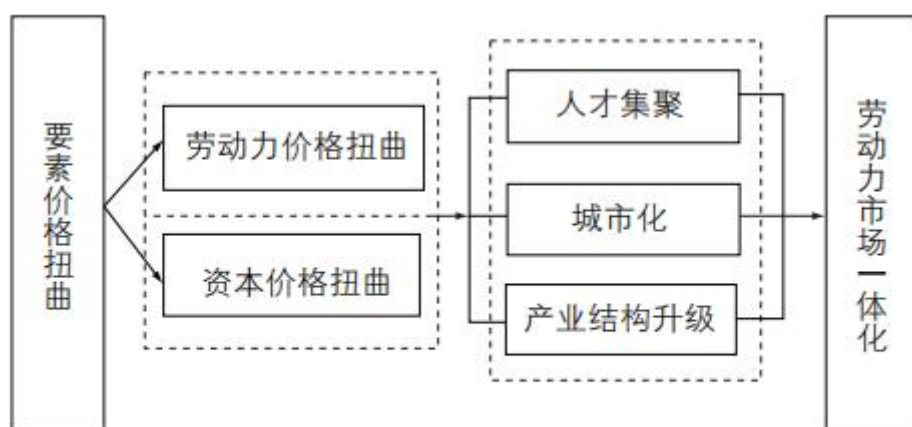 要素价格扭曲
劳动力价格扭曲
资本价格扭曲
人才集聚
城市化
产业结构升级
劳动力市场一体化